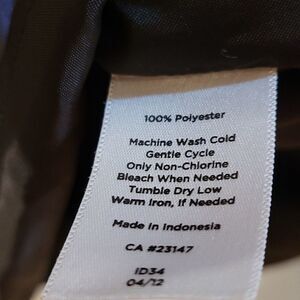 100% Polyester
Machine Wash Cold
Gentle Cycle
Only Non-Chlorine
Bleach When Needed
Tumble Dry Low
Warm Iron, If Needed
Made in Indonesia
CA #23147
ID34
04/12